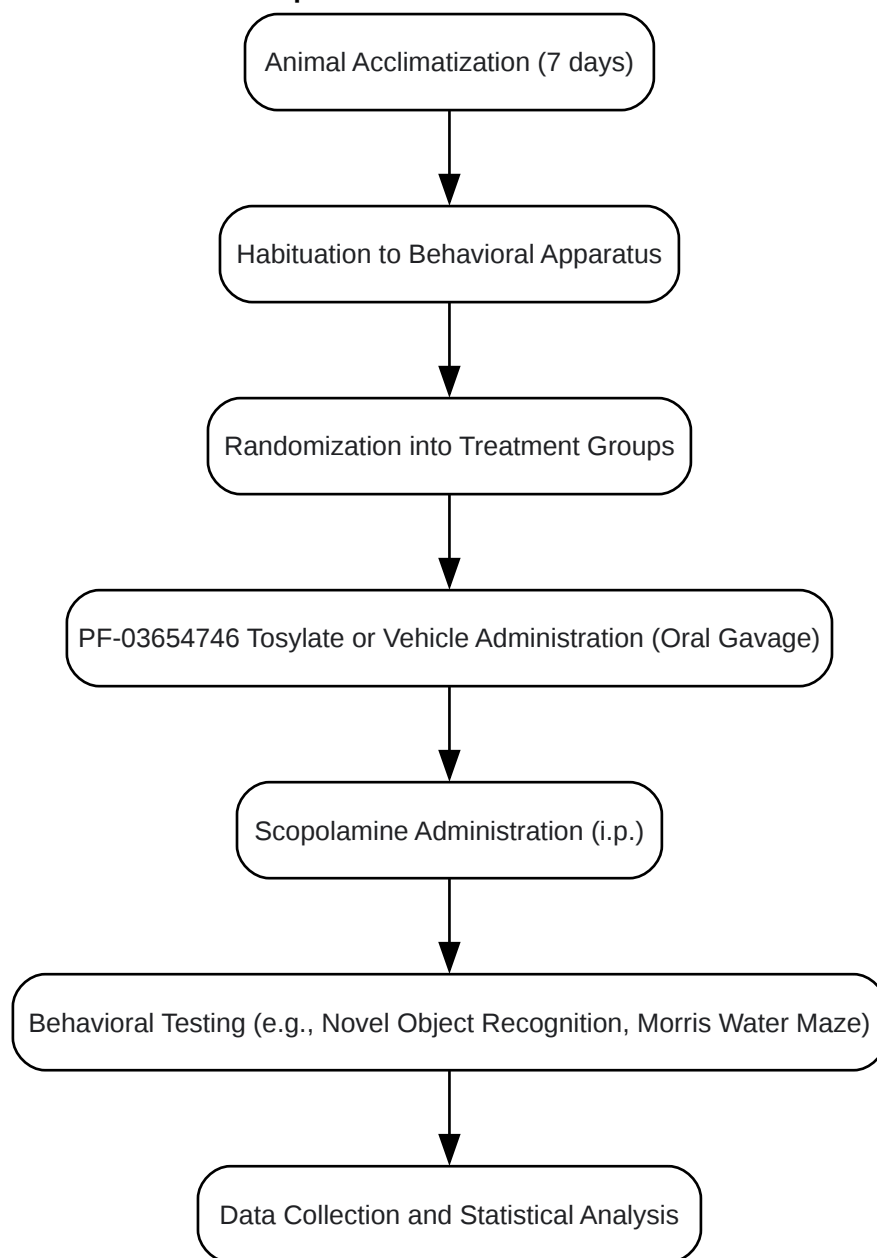 Animal Acclimatization (7 days)
Habituation to Behavioral Apparatus
Randomization into Treatment Groups
PF-03654746 Tosylate or Vehicle Administration (Oral Gavage)
Scopolamine Administration (i.p.)
Behavioral Testing (e.g., Novel Object Recognition, Morris Water Maze)
Data Collection and Statistical Analysis